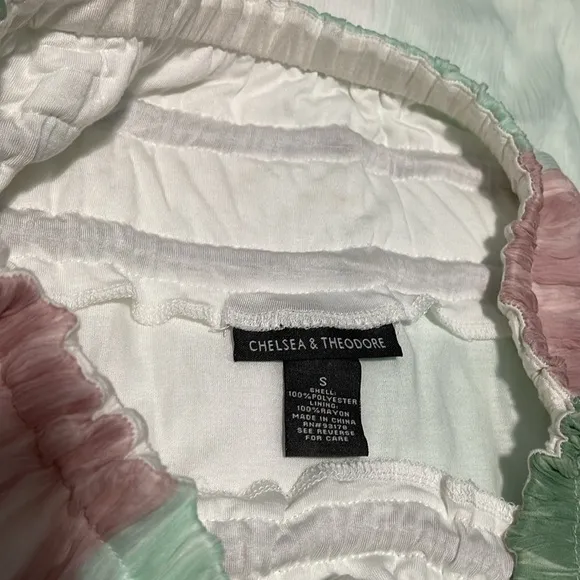 CHELSEA & THEODORE
S
SHELL:
100%POLYESTER
LINING:
100%RAYON
MADE IN CHINA
RN#93178
SEE REVERSE
FOR CARE